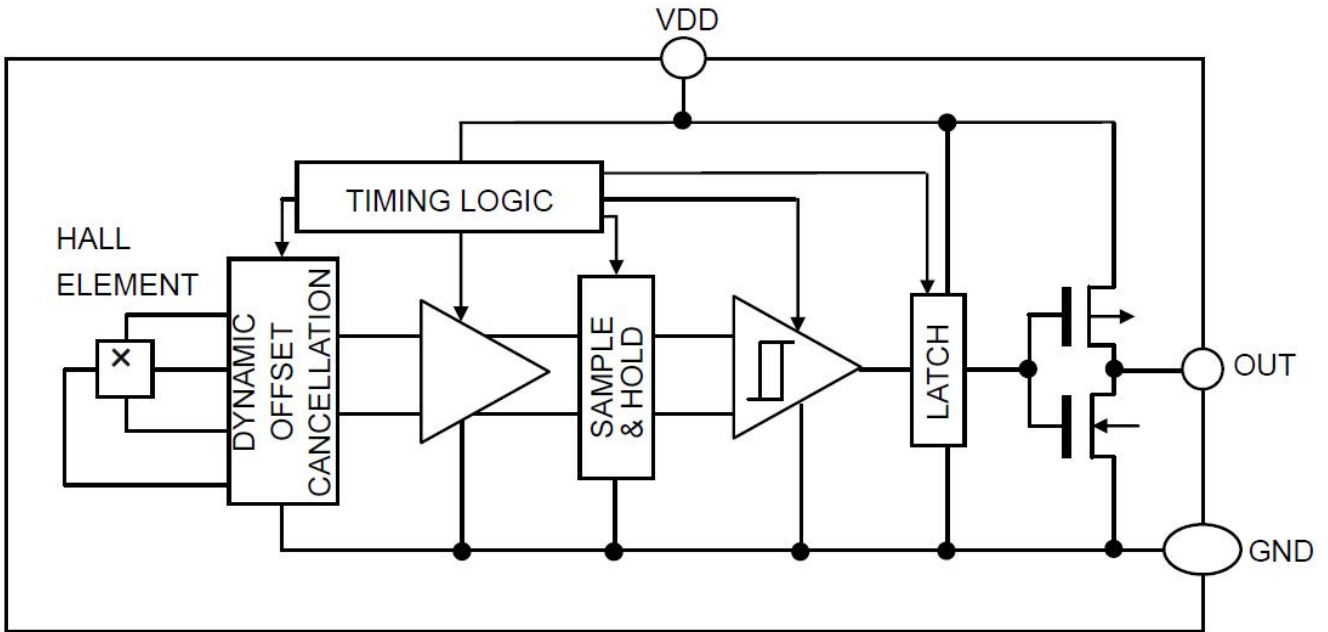 VDD
TIMING LOGIC
HALL
ELEMENT
DYNAMIC
OFFSET
CANCELLATION
SAMPLE
& HOLD
LATCH
OUT
GND